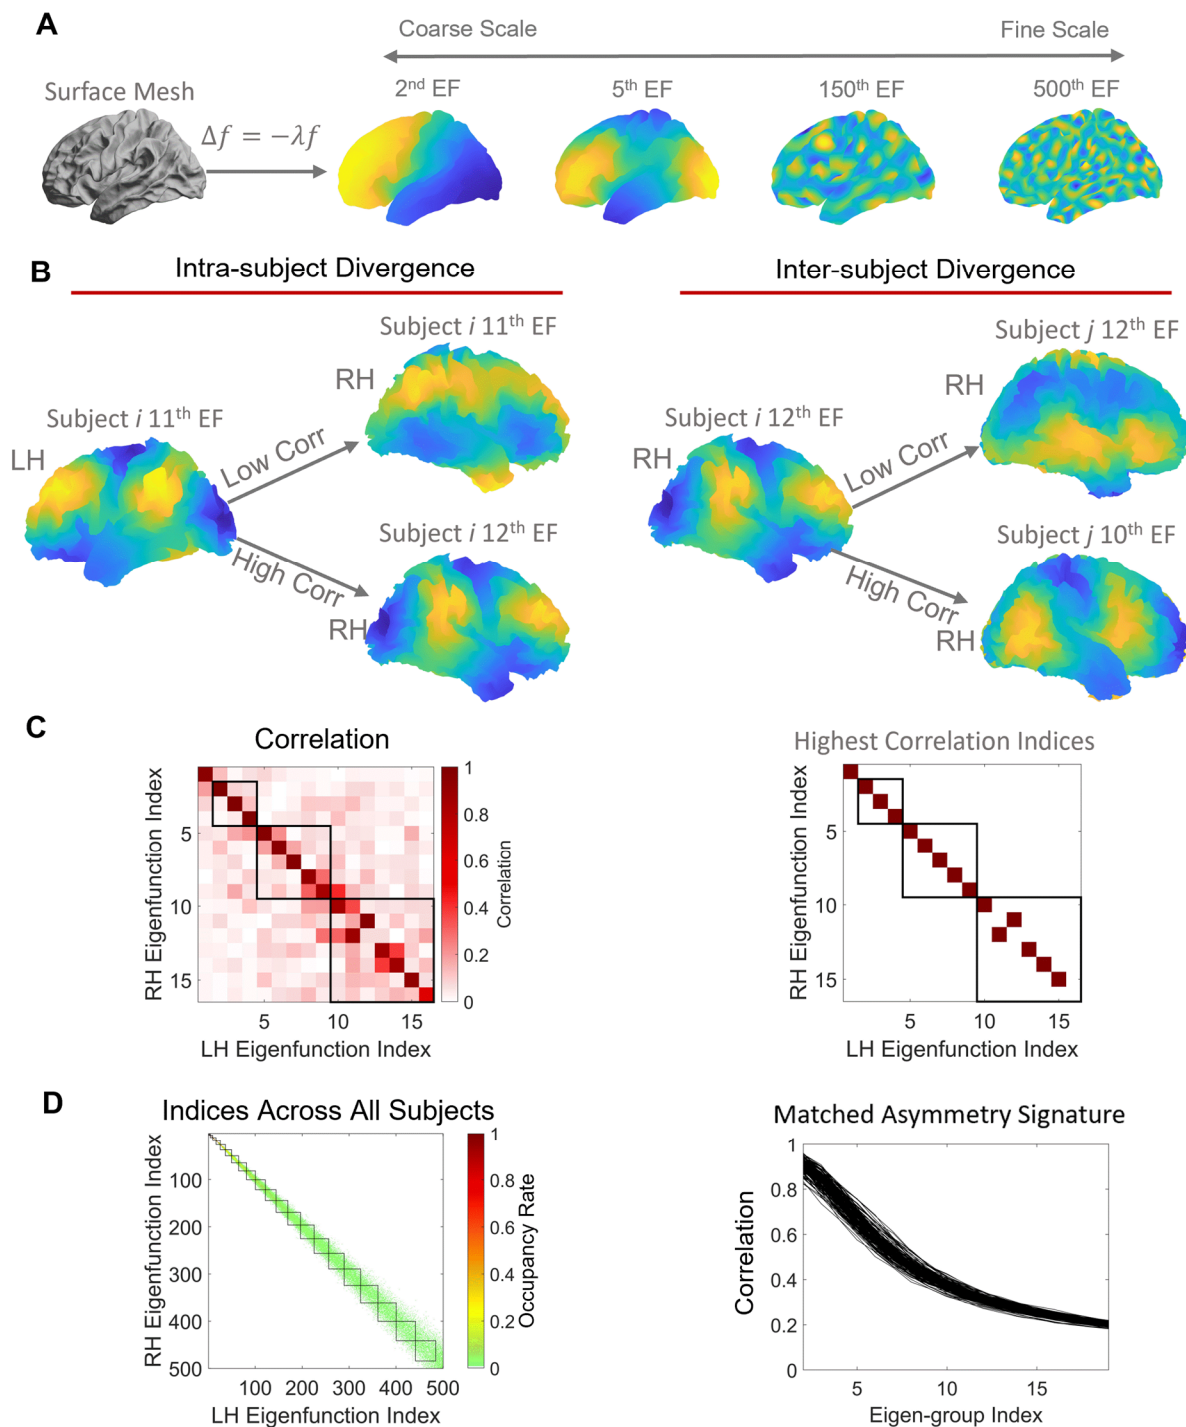 A
Coarse Scale
Fine Scale
Surface Mesh
Δf = −λf
2nd EF
5th EF
150th EF
500th EF
B
Intra-subject Divergence
Inter-subject Divergence
Subject i 11th EF
RH
Subject i 11th EF
LH
Low Corr
High Corr
Subject i 12th EF
RH
Subject j 12th EF
RH
Subject i 12th EF
RH
Low Corr
High Corr
Subject j 10th EF
RH
C
Correlation
RH Eigenfunction Index
5
10
15
5
10
15
LH Eigenfunction Index
1
0.8
0.6
0.4
0.2
0
Correlation
Highest Correlation Indices
RH Eigenfunction Index
5
10
15
5
10
15
LH Eigenfunction Index
D
Indices Across All Subjects
RH Eigenfunction Index
100
200
300
400
500
100 200 300 400 500
LH Eigenfunction Index
1
0.8
0.6
0.4
0.2
0
Occupancy Rate
Matched Asymmetry Signature
Correlation
1
0.8
0.6
0.4
0.2
0
5
10
15
Eigen-group Index